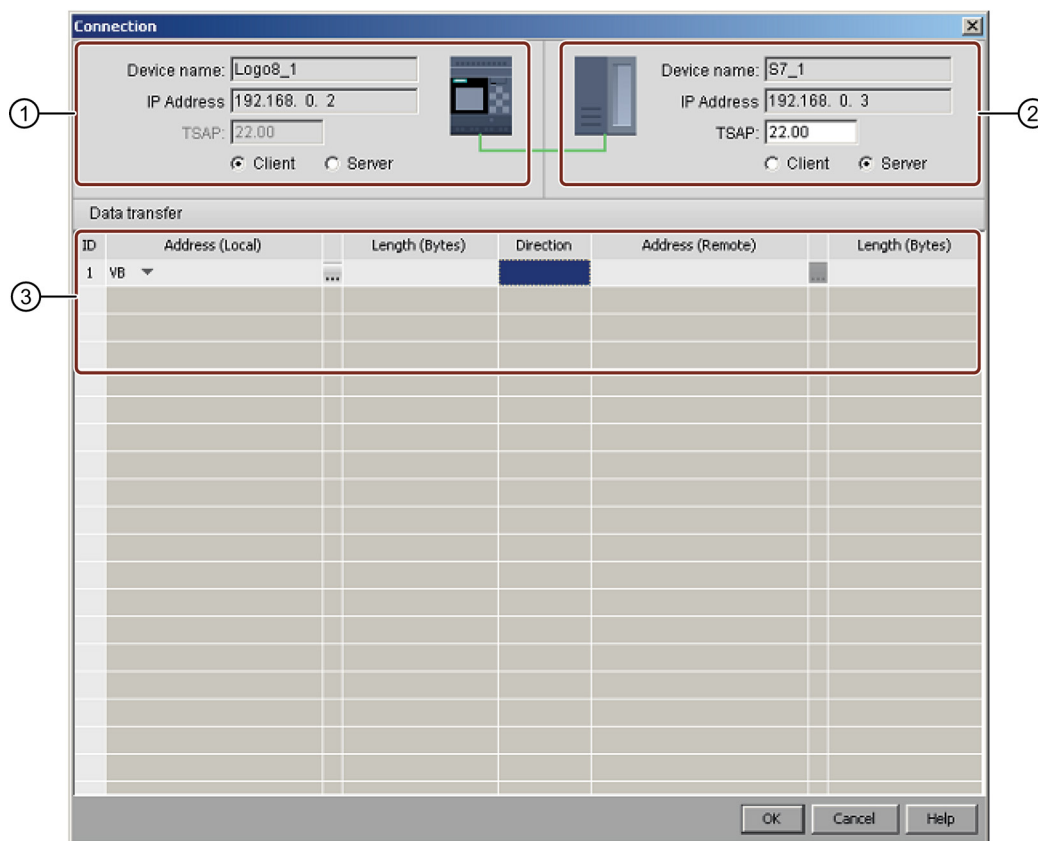 Connection
Device name: Logo8_1
IP Address 192.168. 0. 2
TSAP: 22.00
Client Server
Device name: S7_1
IP Address 192.168. 0. 3
TSAP: 22.00
Client Server
1
2
Data transfer
ID Address (Local) Length (Bytes) Direction Address (Remote) Length (Bytes)
1 VB ... ...
3
OK Cancel Help